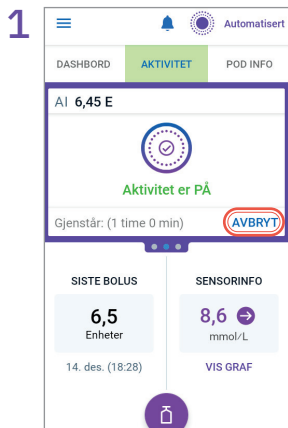 1
Automatisert
DASHBORD AKTIVITET POD INFO
AI 6,45 E
Aktivitet er PÅ
Gjenstår: (1 time 0 min) AVBRYT
SISTE BOLUS SENSORINFO
6,5 8,6
Enheter mmol/L
14. des. (18:28) VIS GRAF